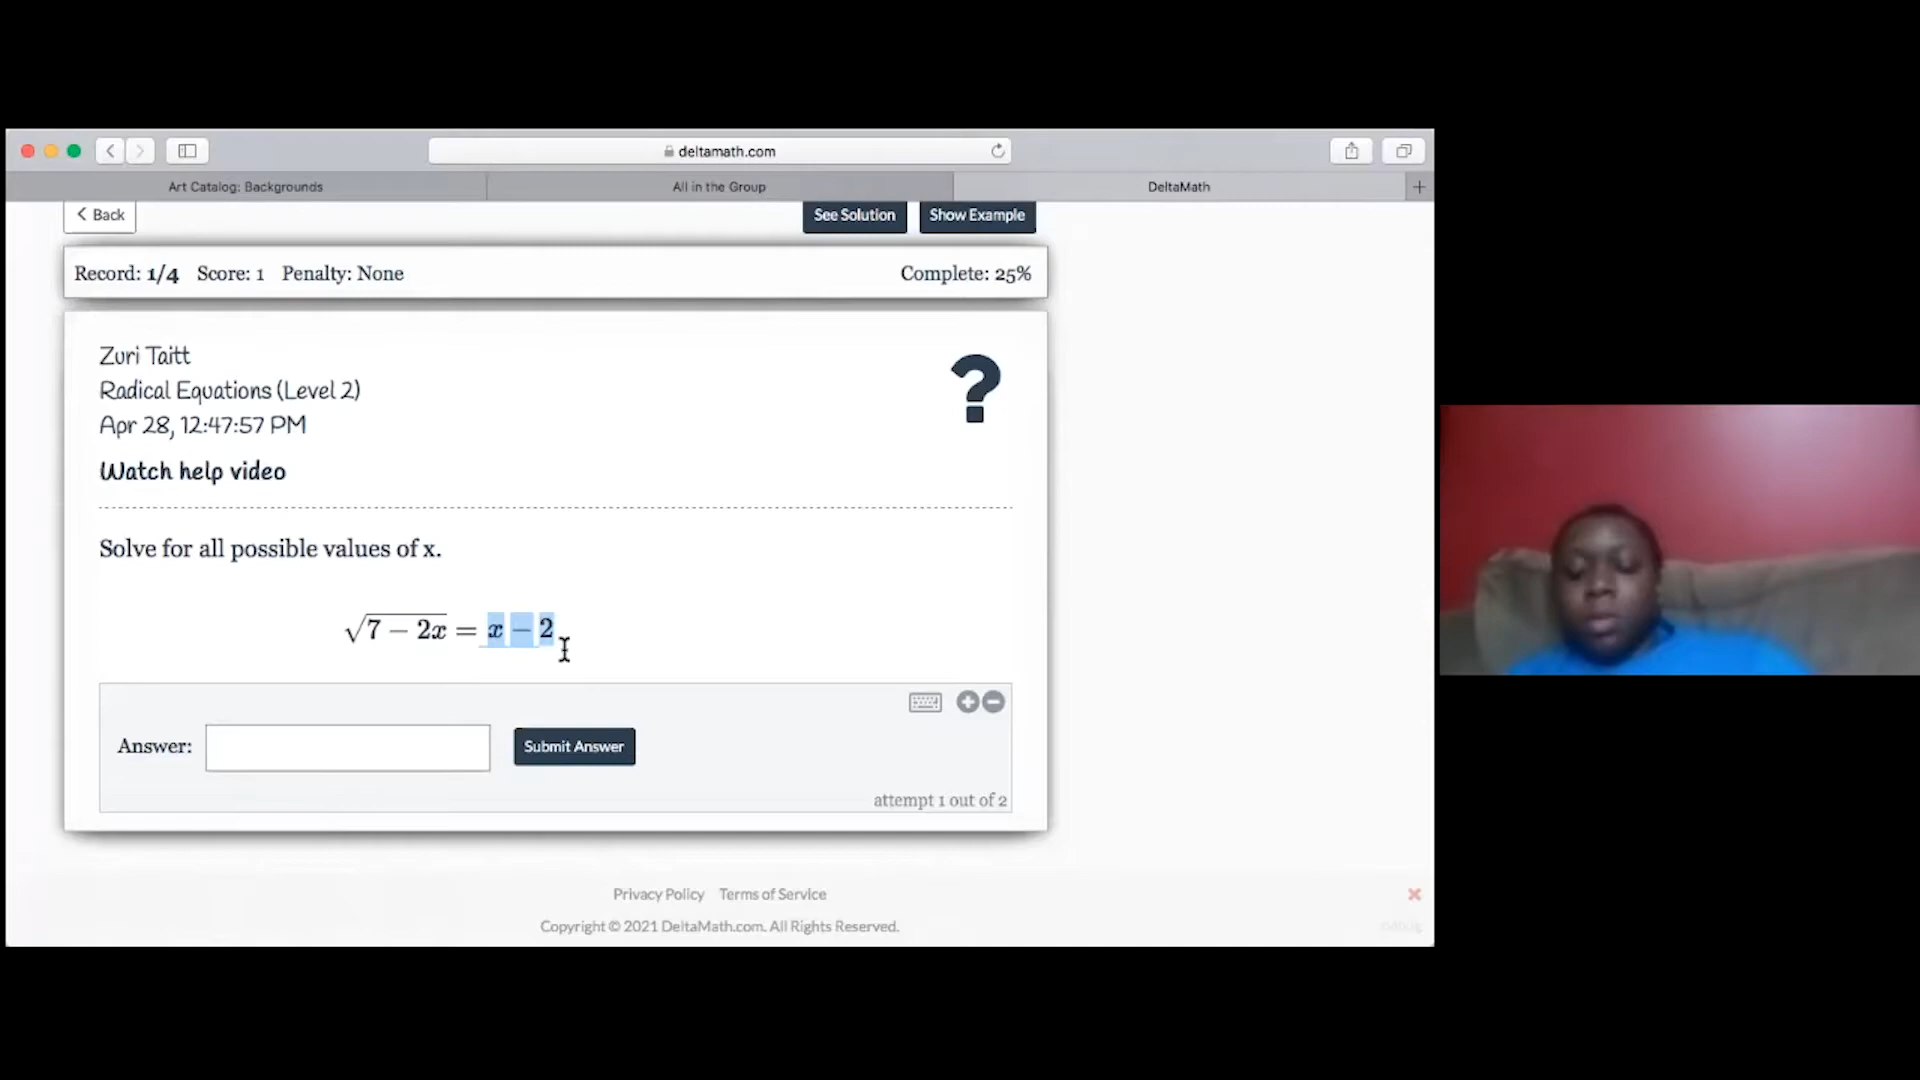 deltamath.com
Art Catalog: Backgrounds
All in the Group
DeltaMath
Back
See Solution
Show Example
Record: 1/4 Score: 1 Penalty: None
Complete: 25%
Zuri Taitt
Radical Equations (Level 2)
Apr 28, 12:47:57 PM
Watch help video
Solve for all possible values of x.
√7 − 2x = x − 2
Answer:
Submit Answer
attempt 1 out of 2
Privacy Policy Terms of Service
Copyright © 2021 DeltaMath.com. All Rights Reserved.